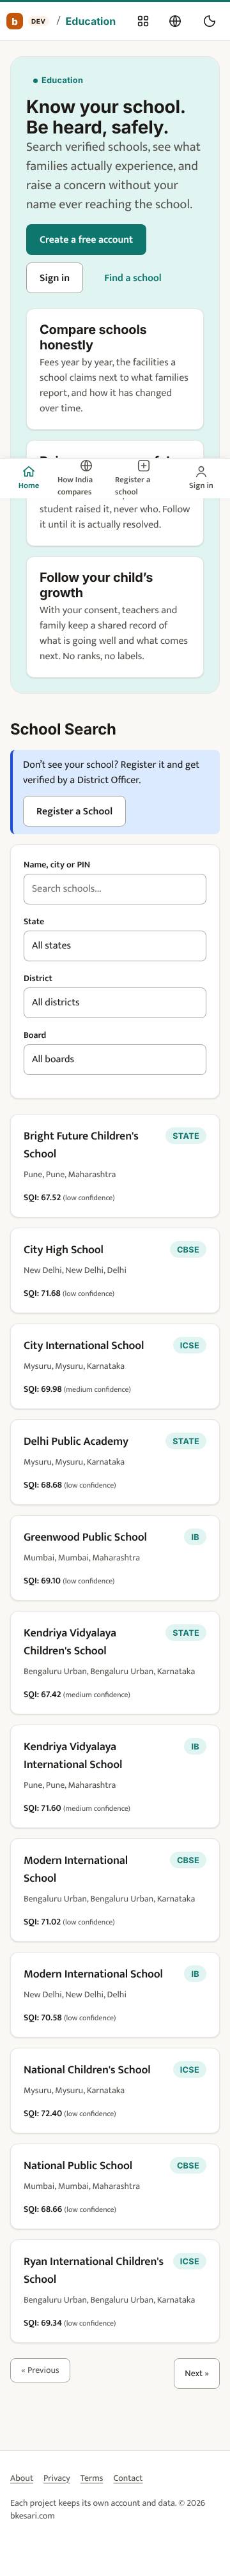 b DEV / Education
Education
Know your school.
Be heard, safely.
Search verified schools, see what
families actually experience, and
raise a concern without your
name ever reaching the school.
Create a free account
Sign in Find a school
Compare schools
honestly
Fees year by year, the facilities a
school claims next to what families
report, and how it has changed
over time.
Home
How India
compares
Register a
school
Sign in
student raised it, never who. Follow
it until it is actually resolved.
Follow your child’s
growth
With your consent, teachers and
family keep a shared record of
what is going well and what comes
next. No ranks, no labels.
School Search
Don’t see your school? Register it and get
verified by a District Officer.
Register a School
Name, city or PIN
Search schools...
State
All states
District
All districts
Board
All boards
Bright Future Children's STATE
School
Pune, Pune, Maharashtra
SQI: 67.52 (low confidence)
City High School CBSE
New Delhi, New Delhi, Delhi
SQI: 71.68 (low confidence)
City International School ICSE
Mysuru, Mysuru, Karnataka
SQI: 69.98 (medium confidence)
Delhi Public Academy STATE
Mysuru, Mysuru, Karnataka
SQI: 68.68 (low confidence)
Greenwood Public School IB
Mumbai, Mumbai, Maharashtra
SQI: 69.10 (low confidence)
Kendriya Vidyalaya STATE
Children's School
Bengaluru Urban, Bengaluru Urban, Karnataka
SQI: 67.42 (medium confidence)
Kendriya Vidyalaya IB
International School
Pune, Pune, Maharashtra
SQI: 71.60 (medium confidence)
Modern International CBSE
School
Bengaluru Urban, Bengaluru Urban, Karnataka
SQI: 71.02 (low confidence)
Modern International School IB
New Delhi, New Delhi, Delhi
SQI: 70.58 (low confidence)
National Children's School ICSE
Mysuru, Mysuru, Karnataka
SQI: 72.40 (low confidence)
National Public School CBSE
Mumbai, Mumbai, Maharashtra
SQI: 68.66 (low confidence)
Ryan International Children's ICSE
School
Bengaluru Urban, Bengaluru Urban, Karnataka
SQI: 69.34 (low confidence)
« Previous Next »
About Privacy Terms Contact
Each project keeps its own account and data. © 2026
bkesari.com